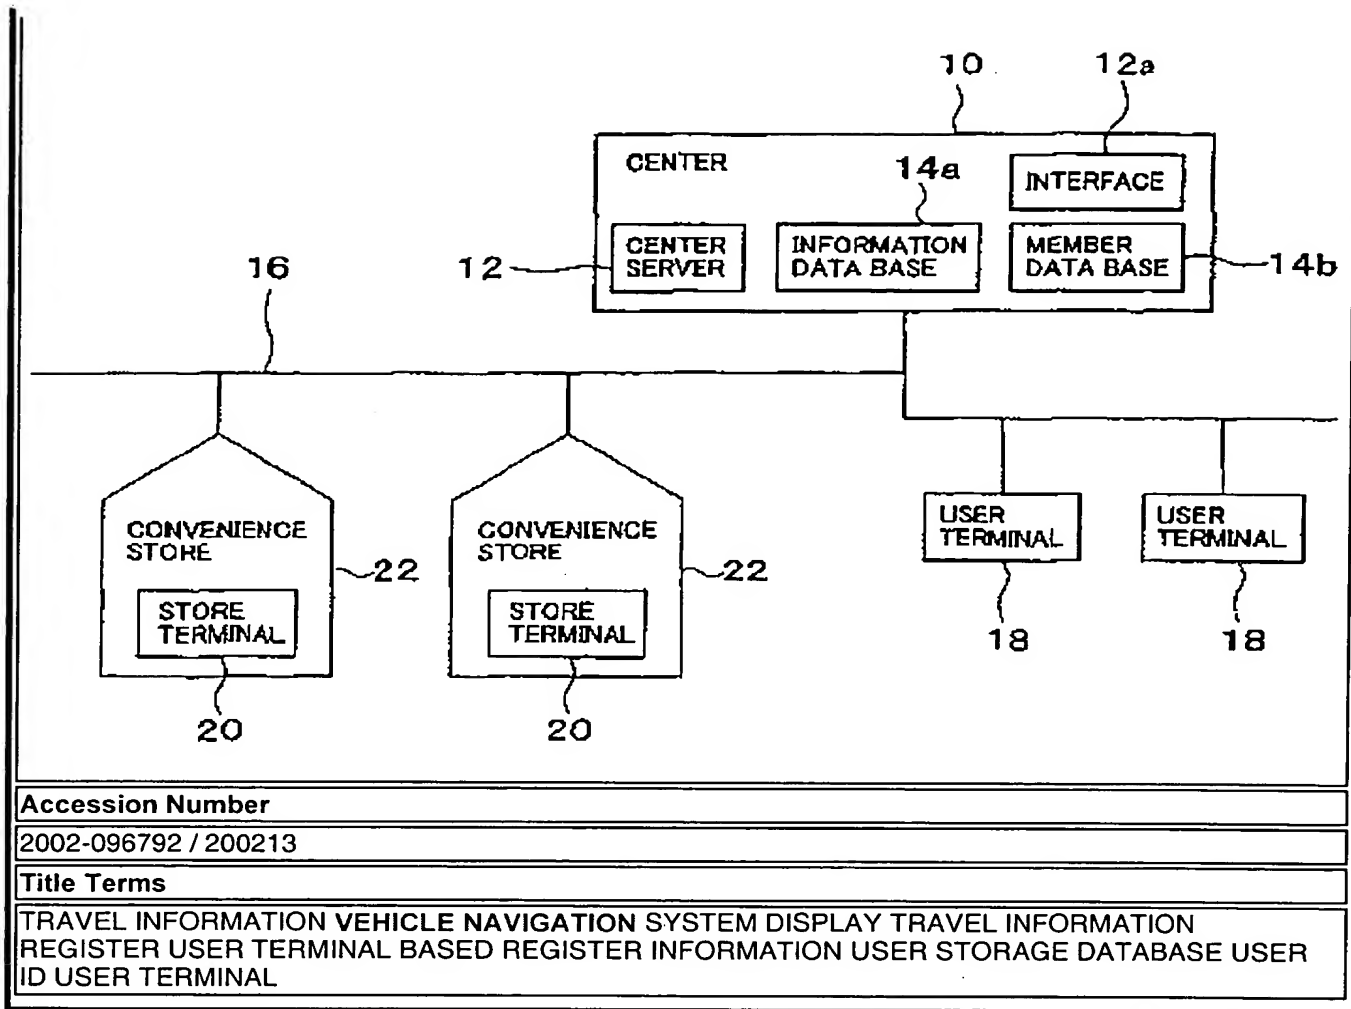 10
12a
CENTER
14a
INTERFACE
CENTER
SERVER
INFORMATION
DATA BASE
MEMBER
DATA BASE
12
14b
16
CONVENIENCE
STORE
22
STORE
TERMINAL
20
CONVENIENCE
STORE
22
STORE
TERMINAL
20
USER
TERMINAL
18
USER
TERMINAL
18
Accession Number
2002-096792 / 200213
Title Terms
TRAVEL INFORMATION VEHICLE NAVIGATION SYSTEM DISPLAY TRAVEL INFORMATION
REGISTER USER TERMINAL BASED REGISTER INFORMATION USER STORAGE DATABASE USER
ID USER TERMINAL